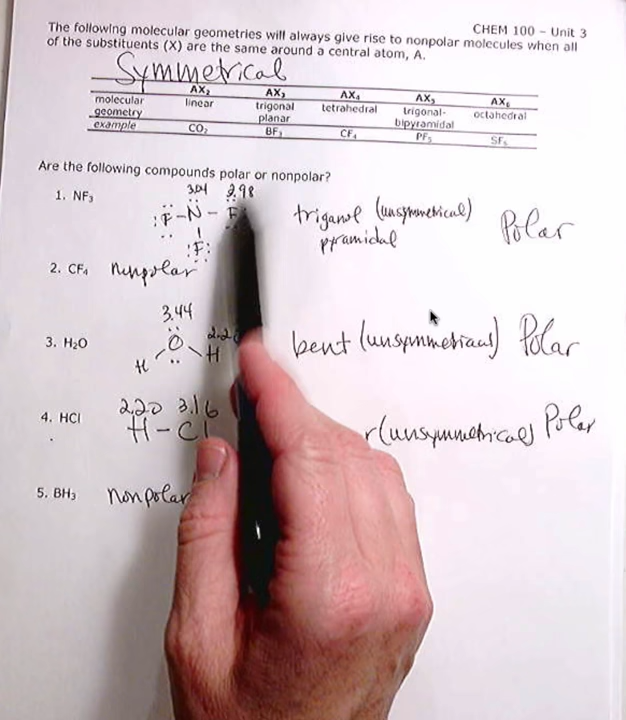 CHEM 100 – Unit 3
The following molecular geometries will always give rise to nonpolar molecules when all
of the substituents (X) are the same around a central atom, A.
Symmetrical
AX₂ AX₃ AX₄ AX₅ AX₆
molecular geometry linear trigonal planar tetrahedral trigonal-bipyramidal octahedral
example CO₂ BF₃ CF₄ PF₅ SF₆
Are the following compounds polar or nonpolar?
3.04 3.98
1. NF₃ :F̤̈ – N̈ – F triganol (unsymmetrical) Polar
:F̤: pyramidal
2. CF₄ nonpolar
3.44
3. H₂O H O H 2.20 bent (unsymmetrical) Polar
2.20 3.16
4. HCl H – Cl r (unsymmetrical) Polar
5. BH₃ nonpolar